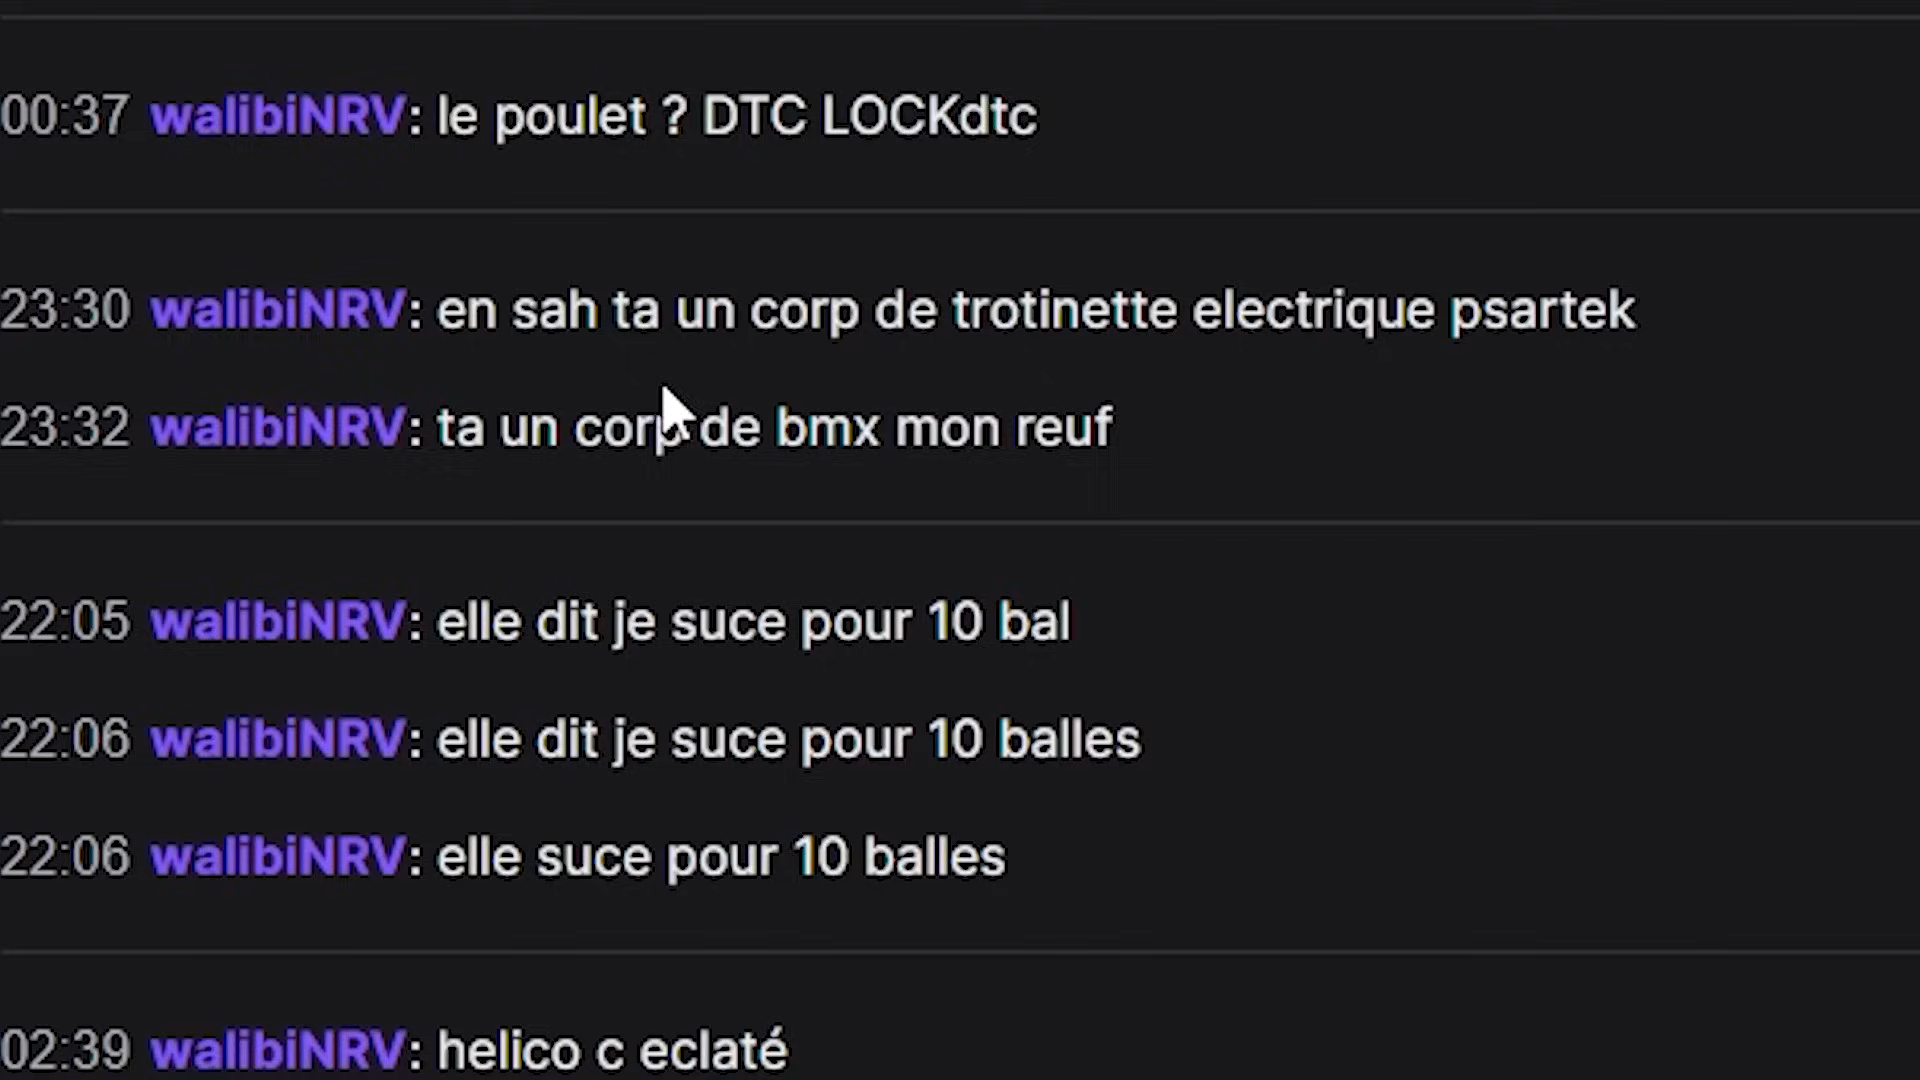 00:37 walibiNRV: le poulet ? DTC LOCKdtc
23:30 walibiNRV: en sah ta un corp de trotinette electrique psartek
23:32 walibiNRV: ta un corp de bmx mon reuf
22:05 walibiNRV: elle dit je suce pour 10 bal
22:06 walibiNRV: elle dit je suce pour 10 balles
22:06 walibiNRV: elle suce pour 10 balles
02:39 walibiNRV: helico c eclaté